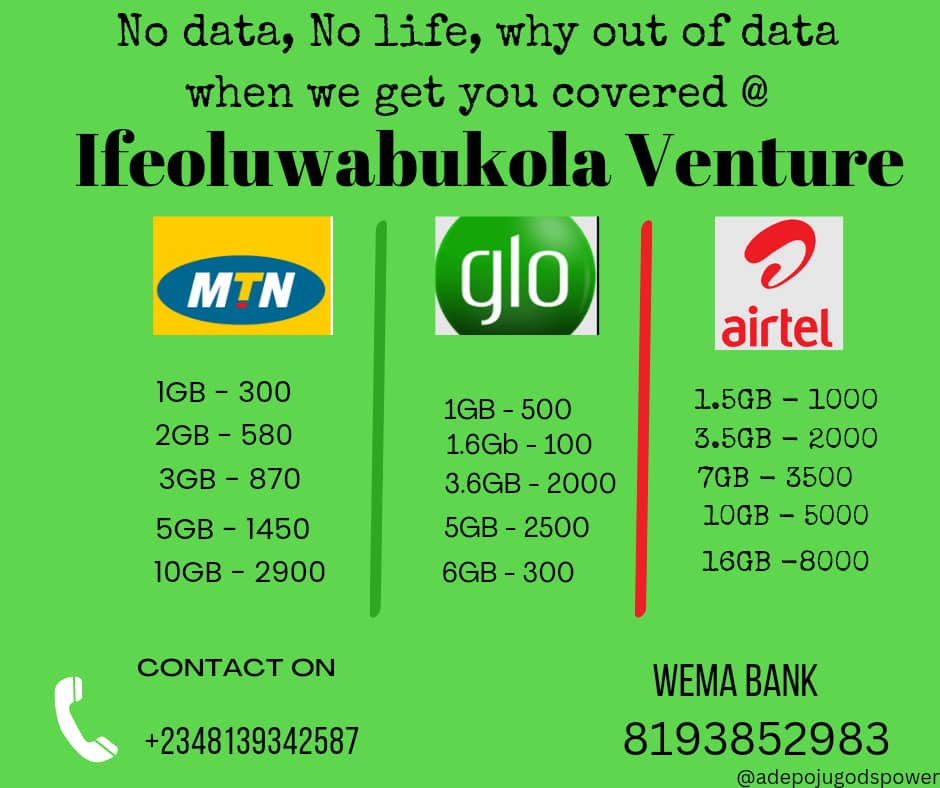 No data, No life, why out of data
when we get you covered @
Ifeoluwabukola Venture
MTN
1GB - 300
2GB - 580
3GB - 870
5GB - 1450
10GB - 2900
glo
1GB - 500
1.6Gb - 100
3.6GB - 2000
5GB - 2500
6GB - 300
airtel
1.5GB - 1000
3.5GB - 2000
7GB - 3500
10GB - 5000
16GB -8000
CONTACT ON
+2348139342587
WEMA BANK
8193852983
@adepojugodspower